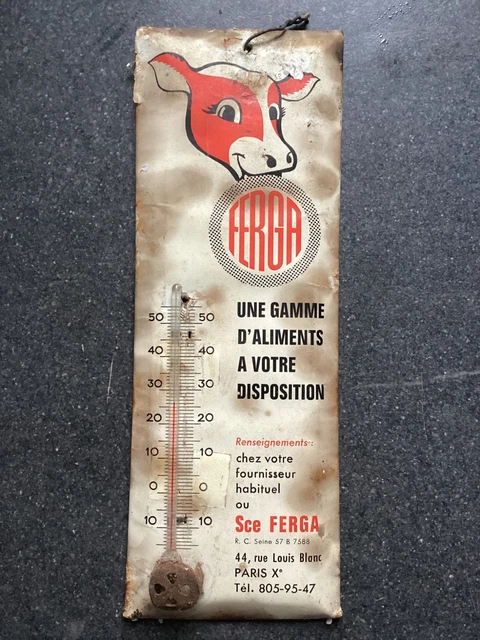 FERGA
UNE GAMME
D'ALIMENTS
A VOTRE
DISPOSITION
50 50
40 40
30 30
20 20
10 10
0 0
10 10
Renseignements :
chez votre
fournisseur
habituel
ou
Sce FERGA
R. C. Seine 57 B 7588
44, rue Louis Blanc
PARIS Xe
Tél. 805-95-47